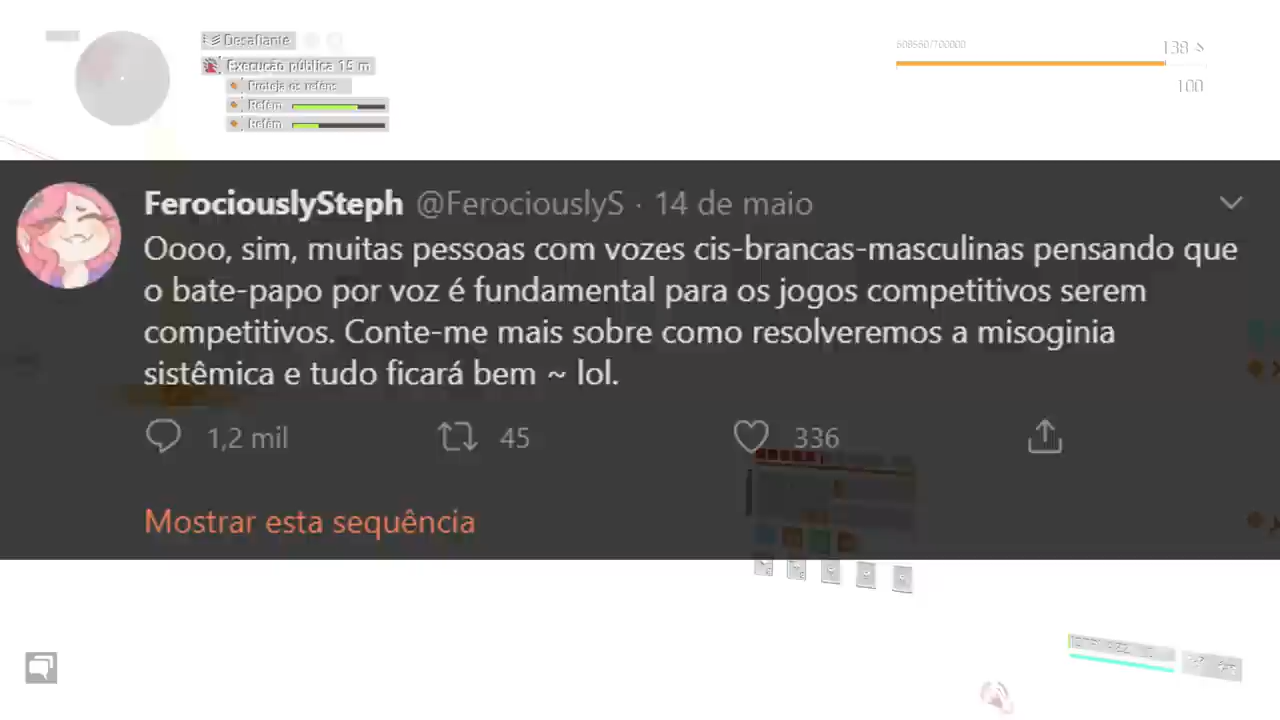 Desafiante
Execução pública 15 m
Proteja os reféns
Refém
Refém
508560/700000
138
100
FerociouslySteph @FerociouslyS · 14 de maio
Oooo, sim, muitas pessoas com vozes cis-brancas-masculinas pensando que
o bate-papo por voz é fundamental para os jogos competitivos serem
competitivos. Conte-me mais sobre como resolveremos a misoginia
sistêmica e tudo ficará bem ~ lol.
1,2 mil 45 336
Mostrar esta sequência